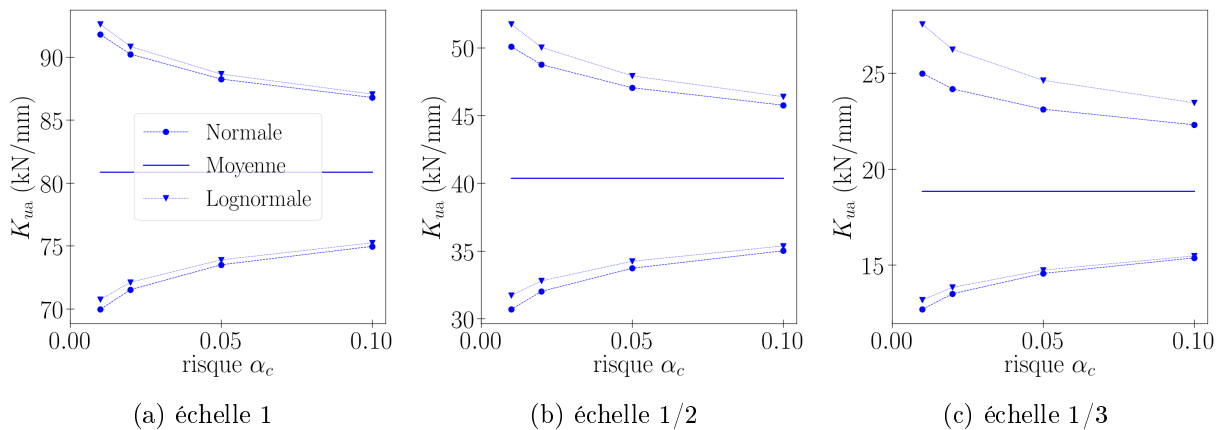 K_ua (kN/mm)
90
85
80
75
70
0.00 0.05 0.10
risque α_c
Normale
Moyenne
Lognormale
(a) échelle 1
K_ua (kN/mm)
50
45
40
35
30
0.00 0.05 0.10
risque α_c
(b) échelle 1/2
K_ua (kN/mm)
25
20
15
0.00 0.05 0.10
risque α_c
(c) échelle 1/3